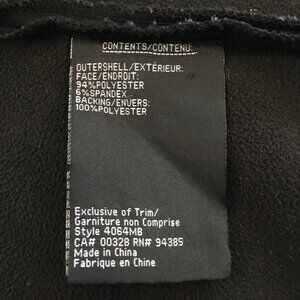 CONTENTS/CONTENU:
OUTERSHELL/EXTÉRIEUR:
FACE/ENDROIT:
94%POLYESTER
6%SPANDEX
BACKING/ENVERS:
100%POLYESTER
Exclusive of Trim/
Garniture non Comprise
Style 4064MB
CA# 00328 RN# 94385
Made in China
Fabrique en Chine